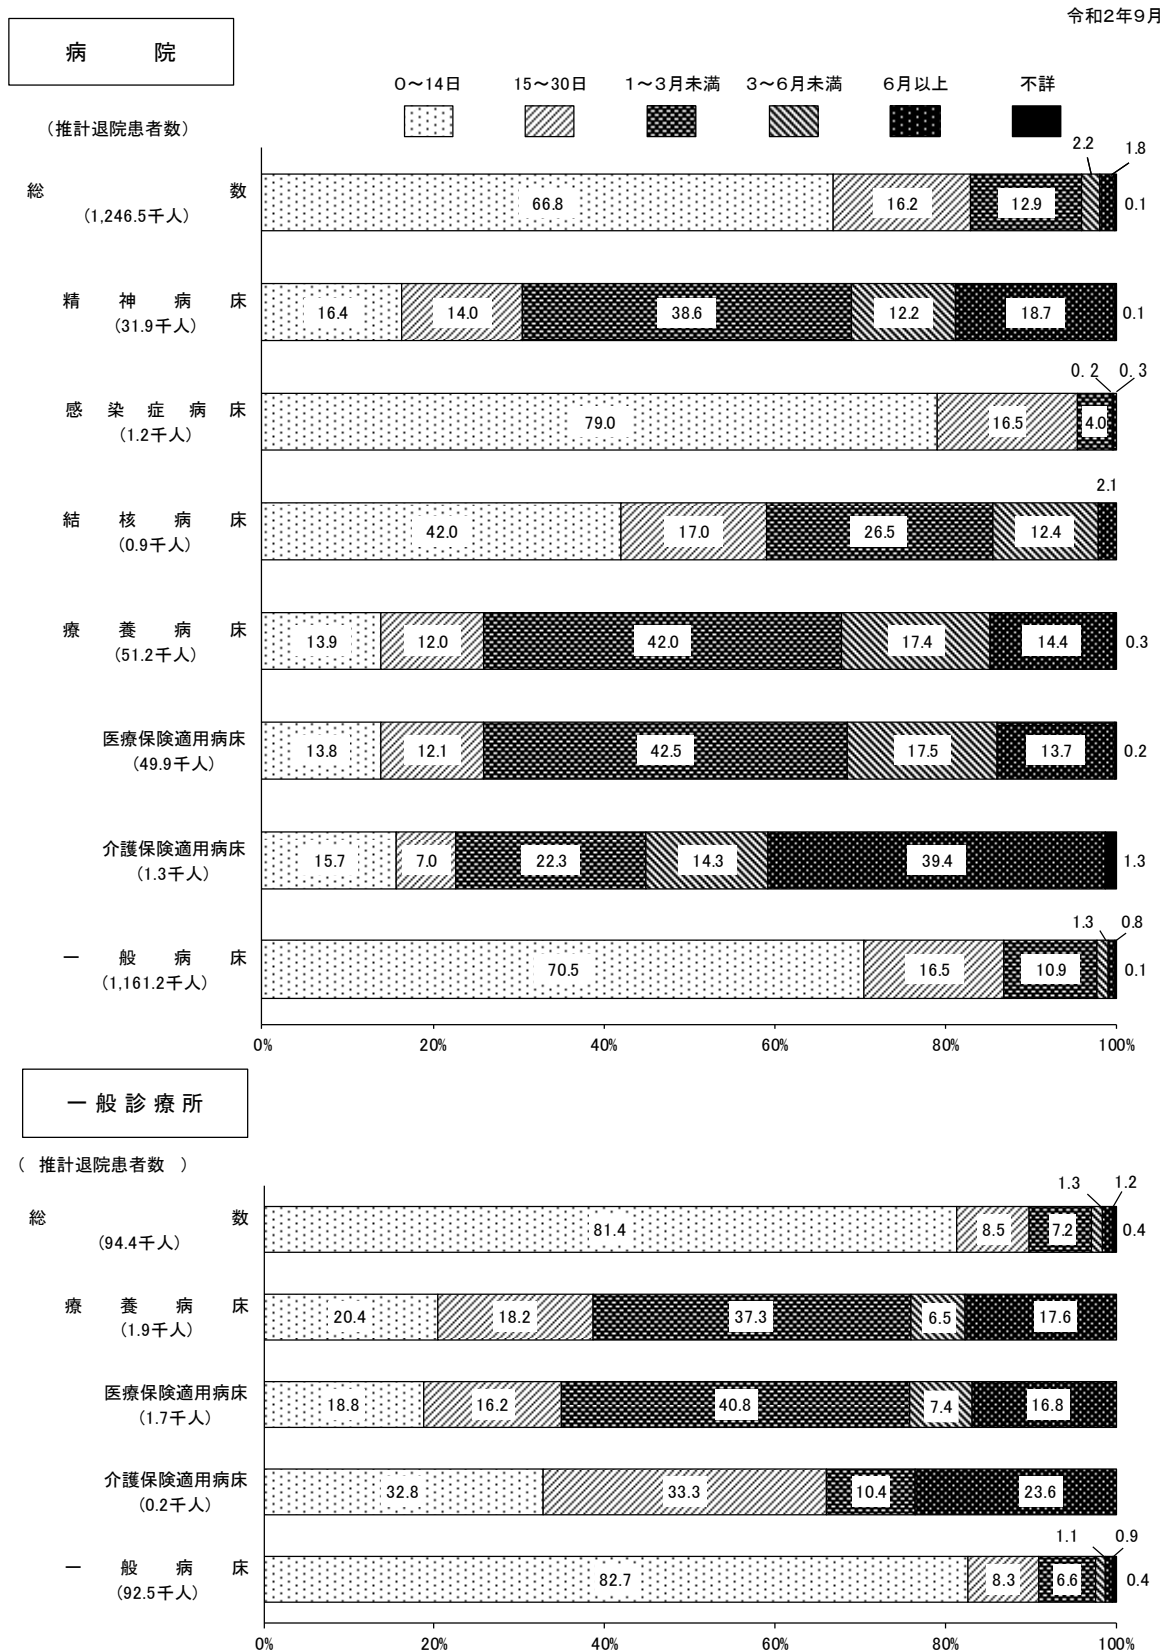 令和2年9月
病 院
0～14日 15～30日 1～3月未満 3～6月未満 6月以上 不詳
(推計退院患者数)
2.2 1.8
総 数
(1,246.5千人)
66.8 16.2 12.9 0.1
精 神 病 床
(31.9千人)
16.4 14.0 38.6 12.2 18.7 0.1
0.2 0.3
感 染 症 病 床
(1.2千人)
79.0 16.5 4.0
2.1
結 核 病 床
(0.9千人)
42.0 17.0 26.5 12.4
療 養 病 床
(51.2千人)
13.9 12.0 42.0 17.4 14.4 0.3
医療保険適用病床
(49.9千人)
13.8 12.1 42.5 17.5 13.7 0.2
介護保険適用病床
(1.3千人)
15.7 7.0 22.3 14.3 39.4 1.3
1.3 0.8
一 般 病 床
(1,161.2千人)
70.5 16.5 10.9 0.1
0% 20% 40% 60% 80% 100%
一 般 診 療 所
( 推計退院患者数 )
1.3 1.2
総 数
(94.4千人)
81.4 8.5 7.2 0.4
療 養 病 床
(1.9千人)
20.4 18.2 37.3 6.5 17.6
医療保険適用病床
(1.7千人)
18.8 16.2 40.8 7.4 16.8
介護保険適用病床
(0.2千人)
32.8 33.3 10.4 23.6
1.1 0.9
一 般 病 床
(92.5千人)
82.7 8.3 6.6 0.4
0% 20% 40% 60% 80% 100%